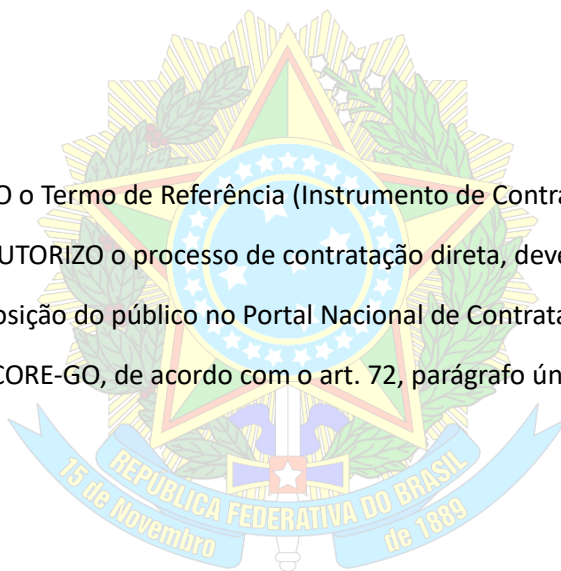 O o Termo de Referência (Instrumento de Contra
UTORIZO o processo de contratação direta, deve
osição do público no Portal Nacional de Contrata
CORE-GO, de acordo com o art. 72, parágrafo ún
REPÚBLICA FEDERATIVA DO BRASIL
15 de Novembro
de 1889